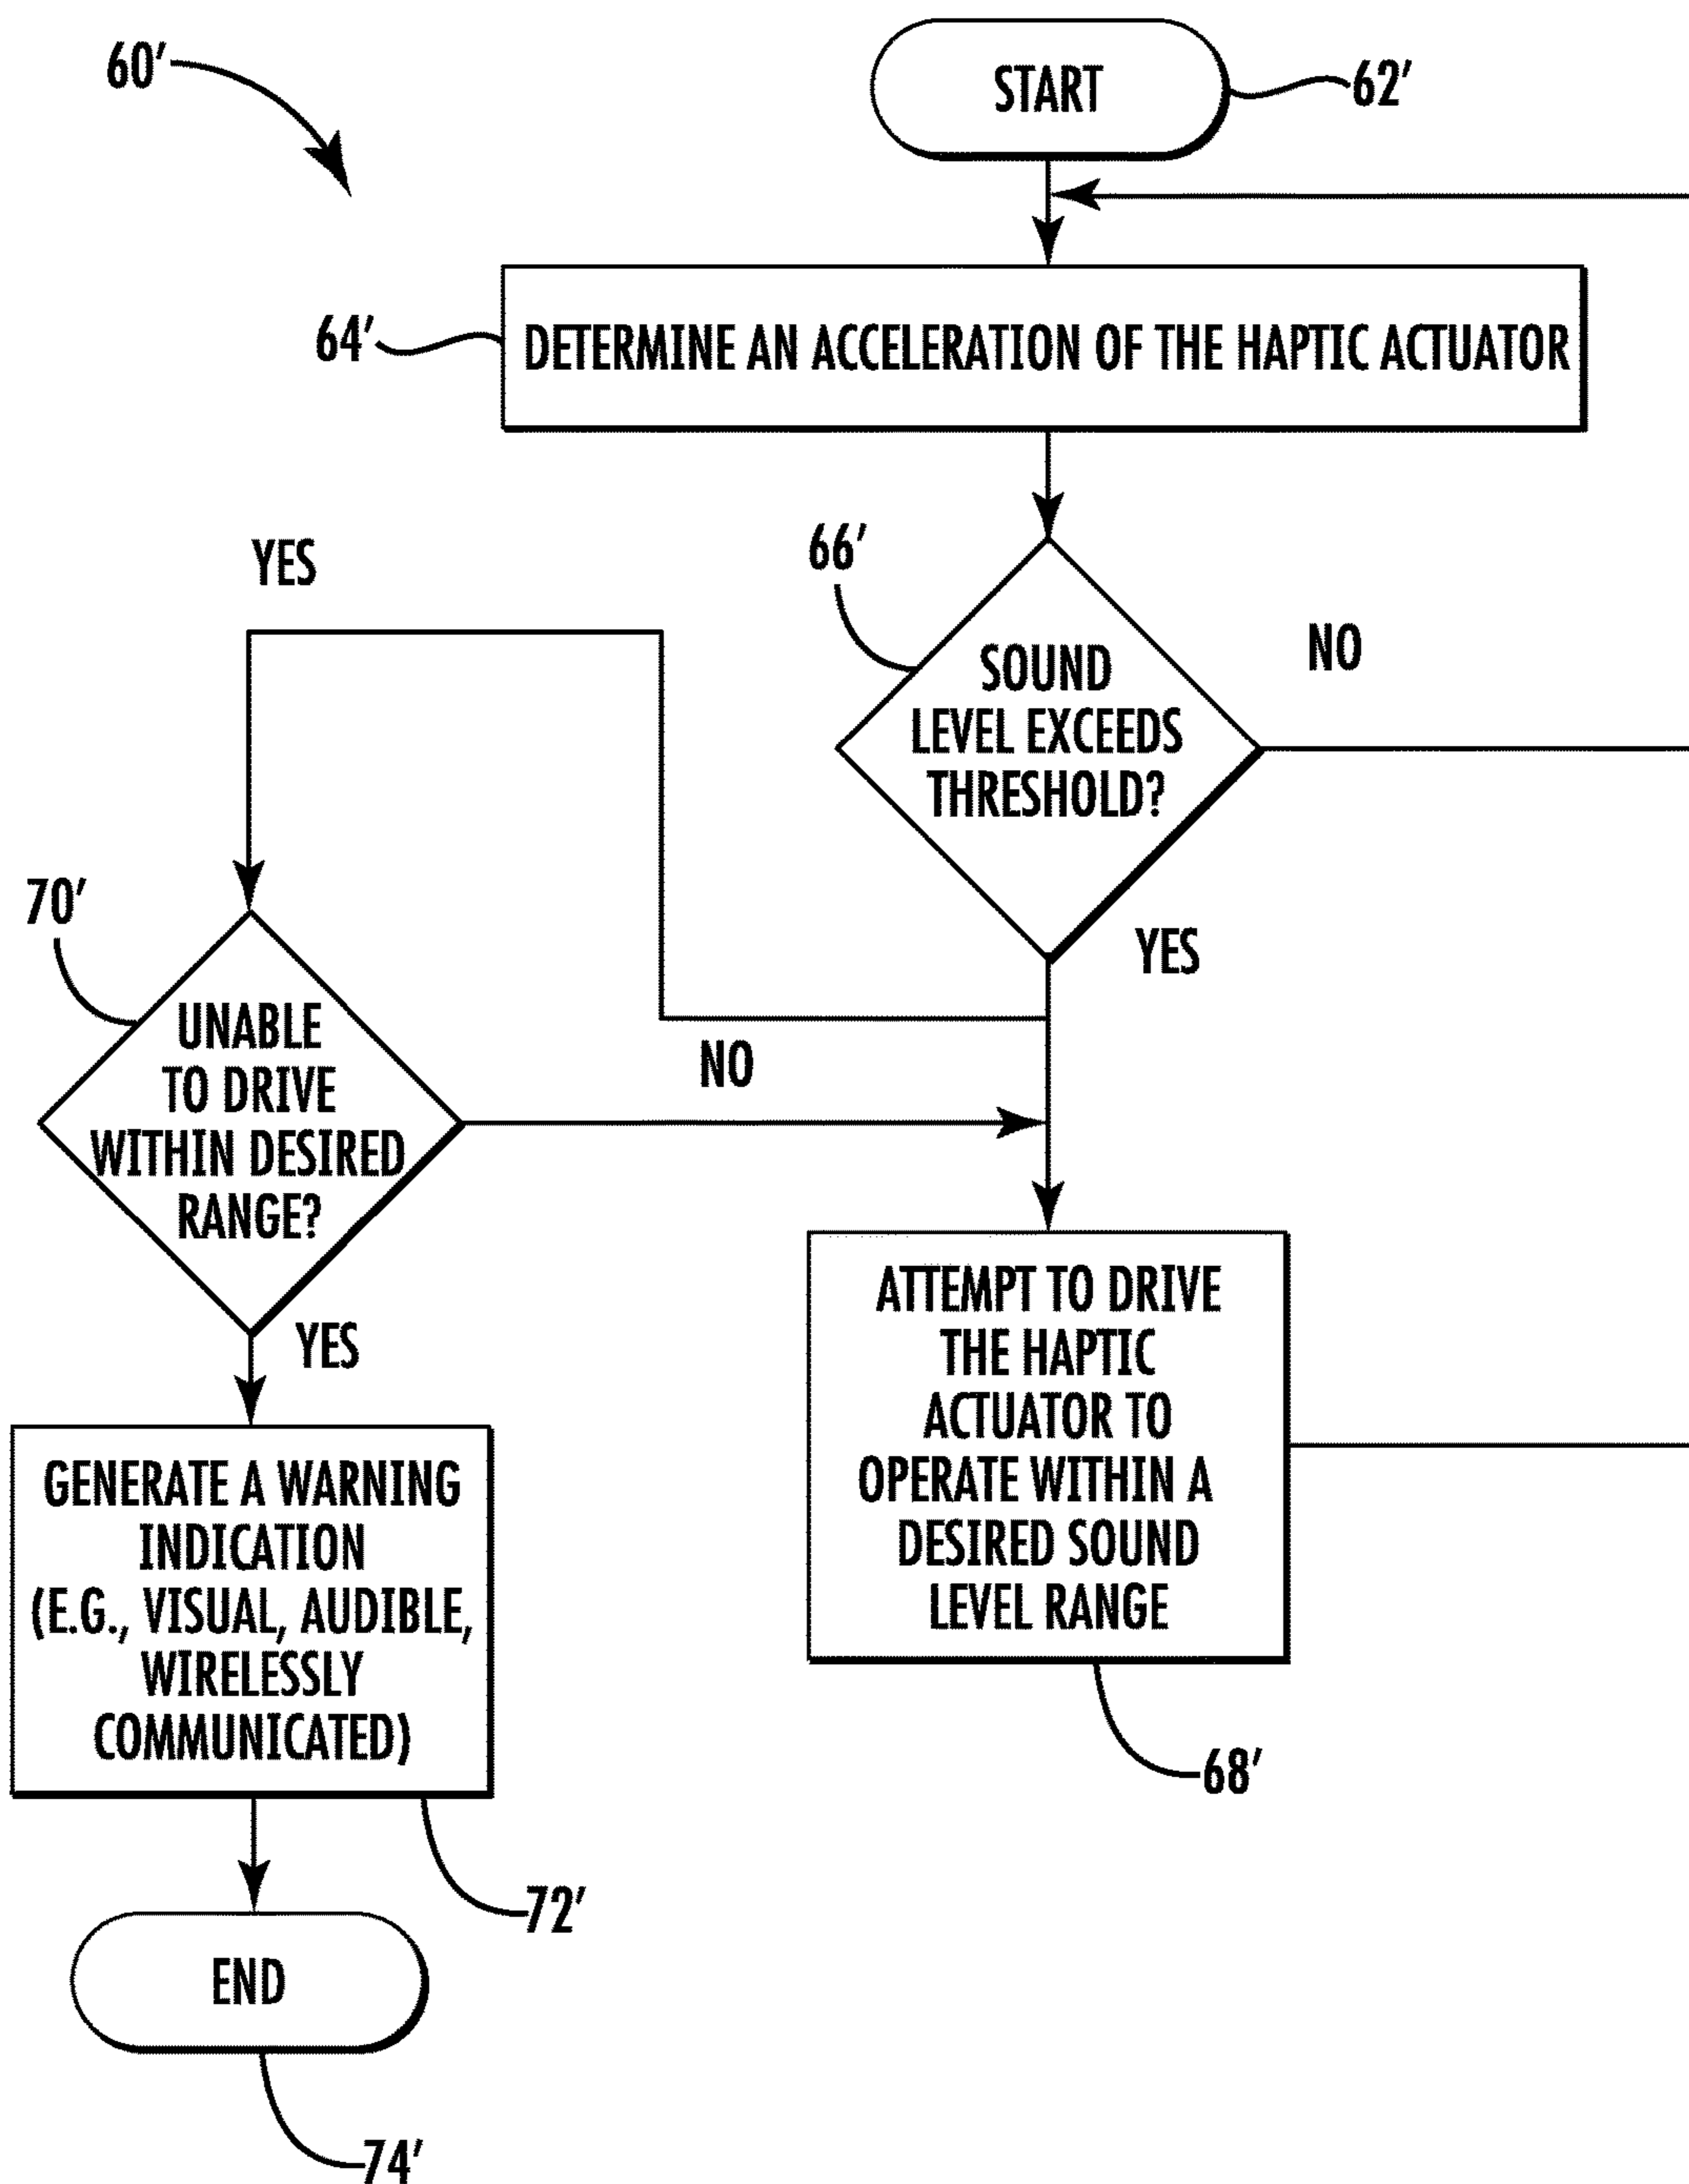 60'
START
62'
64'
DETERMINE AN ACCELERATION OF THE HAPTIC ACTUATOR
66'
YES
SOUND
LEVEL EXCEEDS
THRESHOLD?
NO
70'
YES
UNABLE
TO DRIVE
WITHIN DESIRED
RANGE?
NO
YES
ATTEMPT TO DRIVE
THE HAPTIC
ACTUATOR TO
OPERATE WITHIN A
DESIRED SOUND
LEVEL RANGE
68'
GENERATE A WARNING
INDICATION
(E.G., VISUAL, AUDIBLE,
WIRELESSLY
COMMUNICATED)
72'
END
74'